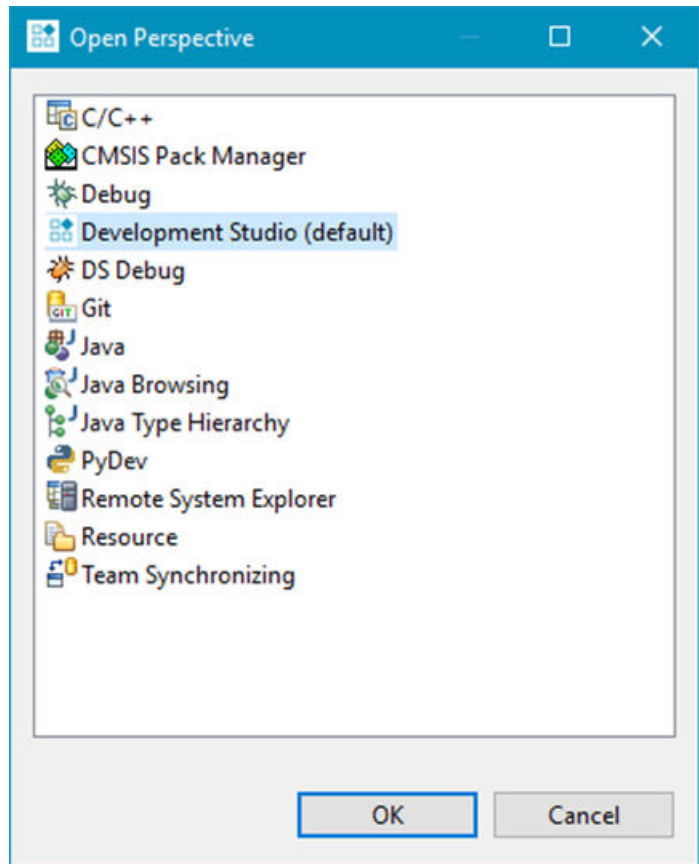 Open Perspective
C/C++
CMSIS Pack Manager
Debug
Development Studio (default)
DS Debug
GIT Git
Java
Java Browsing
Java Type Hierarchy
PyDev
Remote System Explorer
Resource
Team Synchronizing
OK Cancel